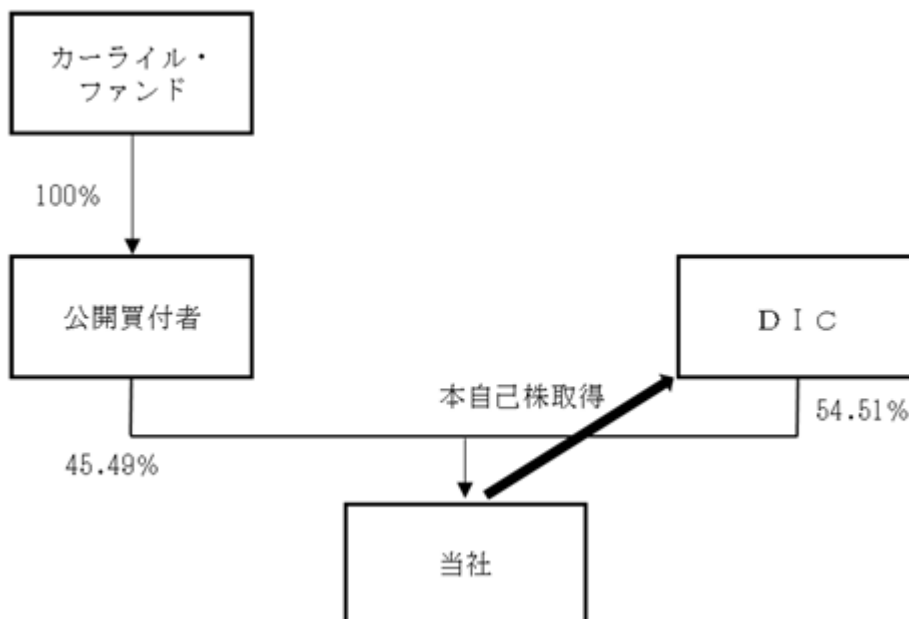 カーライル・
ファンド
100%
公開買付者
ＤＩＣ
本自己株取得
54.51%
45.49%
当社